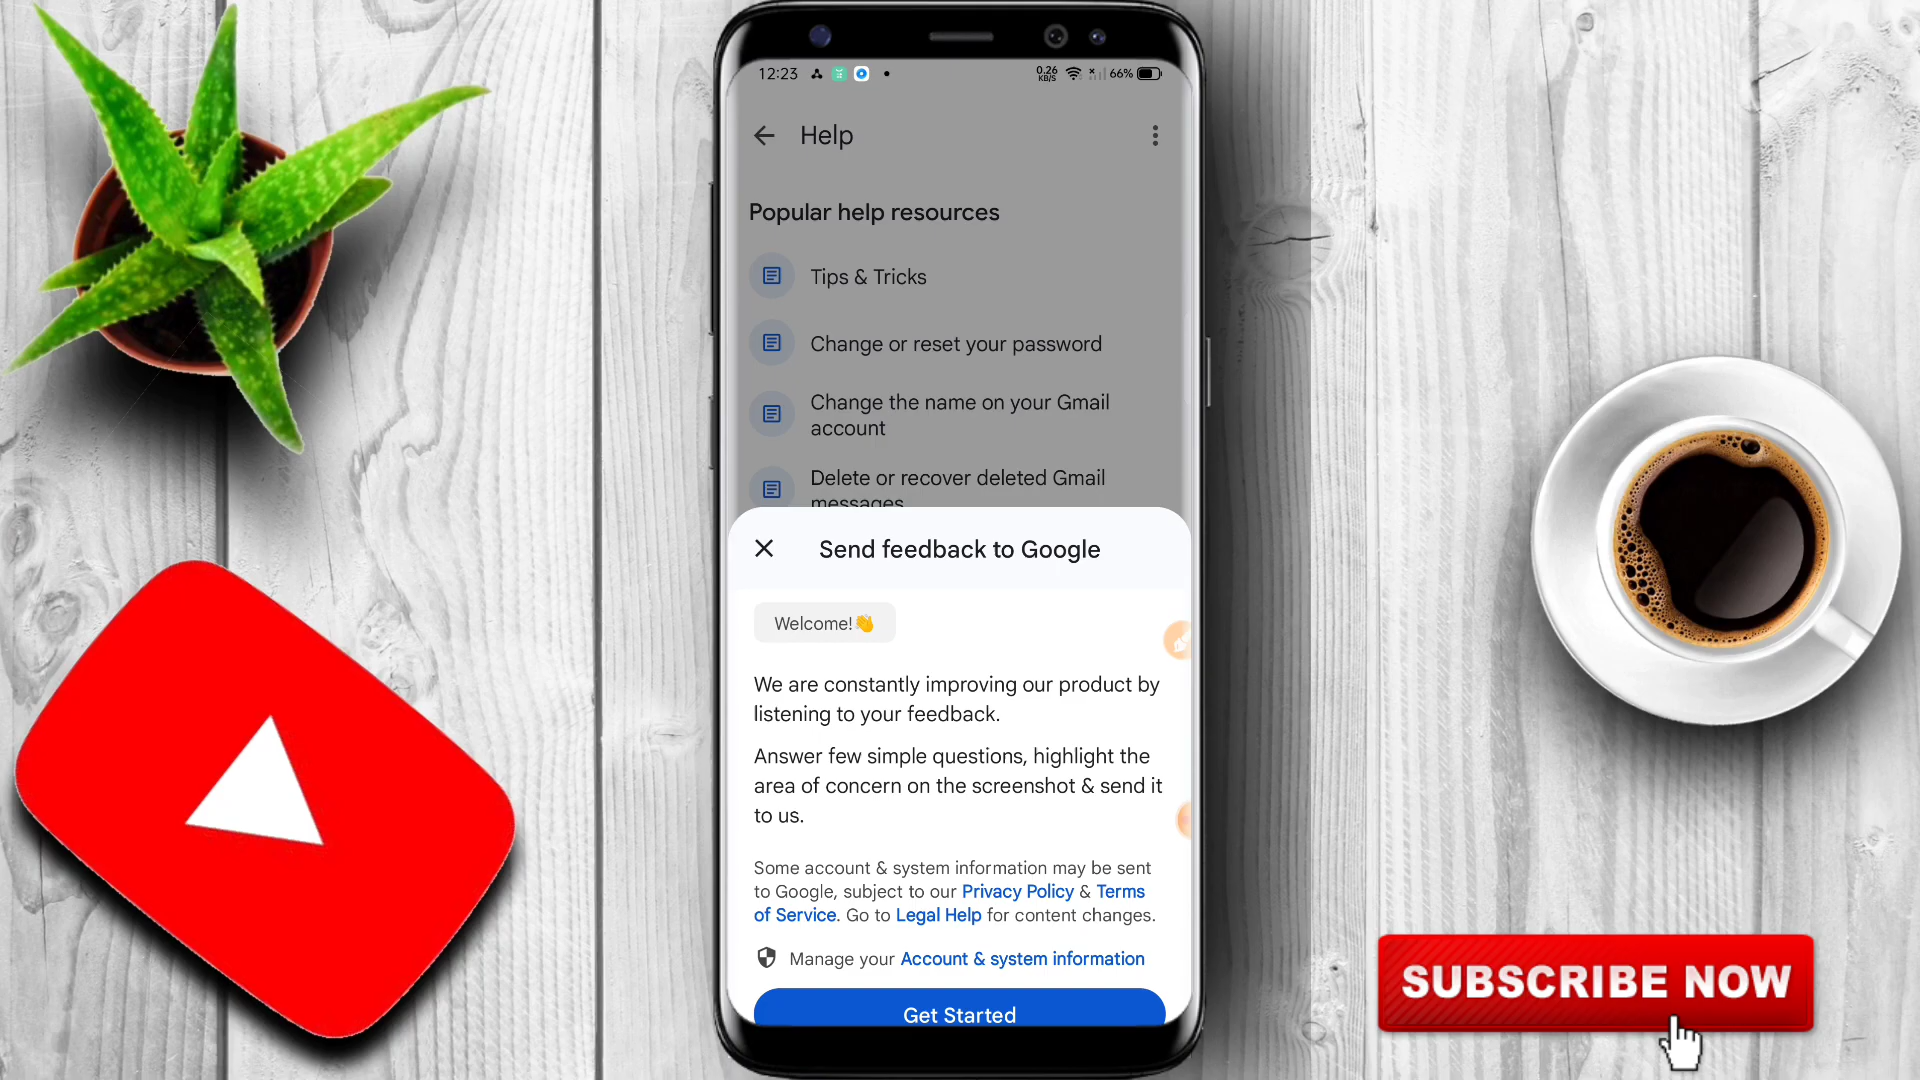 12:23
0.26
KB/S
66%
Help
Popular help resources
Tips & Tricks
Change or reset your password
Change the name on your Gmail
account
Delete or recover deleted Gmail
messages
Send feedback to Google
Welcome!👋
We are constantly improving our product by
listening to your feedback.
Answer few simple questions, highlight the
area of concern on the screenshot & send it
to us.
Some account & system information may be sent
to Google, subject to our Privacy Policy & Terms
of Service. Go to Legal Help for content changes.
Manage your Account & system information
Get Started
SUBSCRIBE NOW